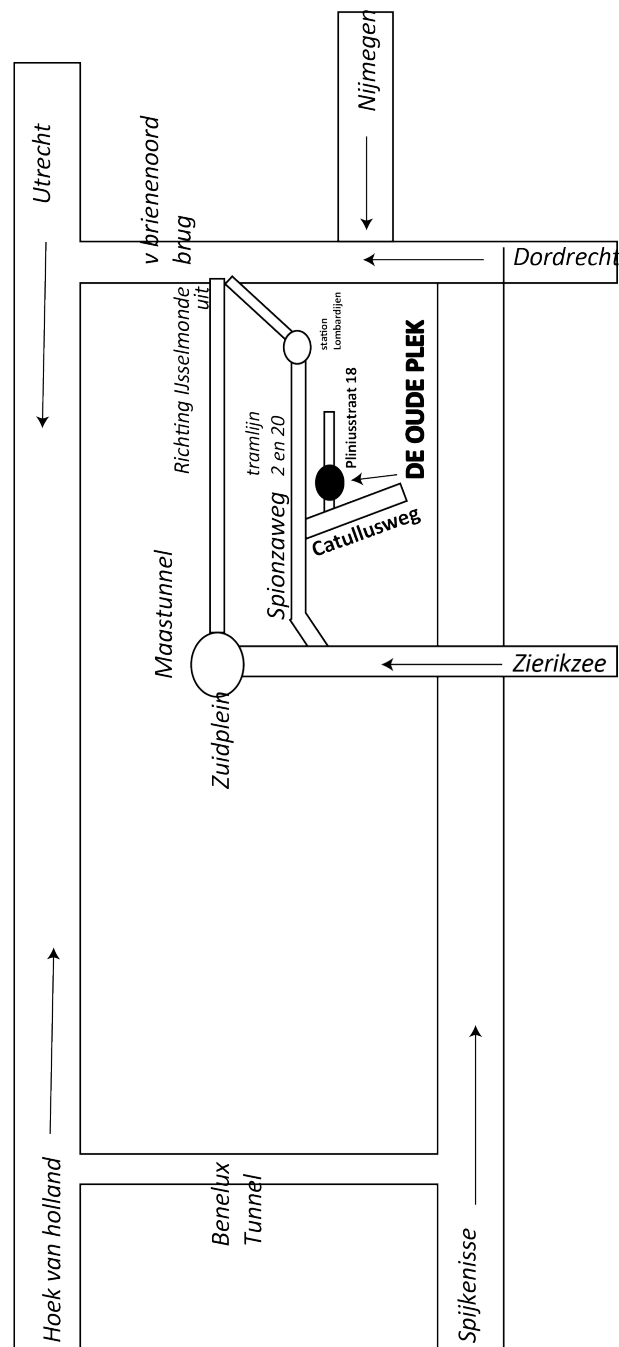 Utrecht
Nijmegen
v brienenoord
brug
Dordrecht
Richting IJsselmonde
uit
station
Lombardijen
tramlijn
2 en 20
Spionzaweg
Pliniusstraat 18
DE OUDE PLEK
Catullusweg
Maastunnel
Zuidplein
Zierikzee
Benelux
Tunnel
Hoek van holland
Spijkenisse